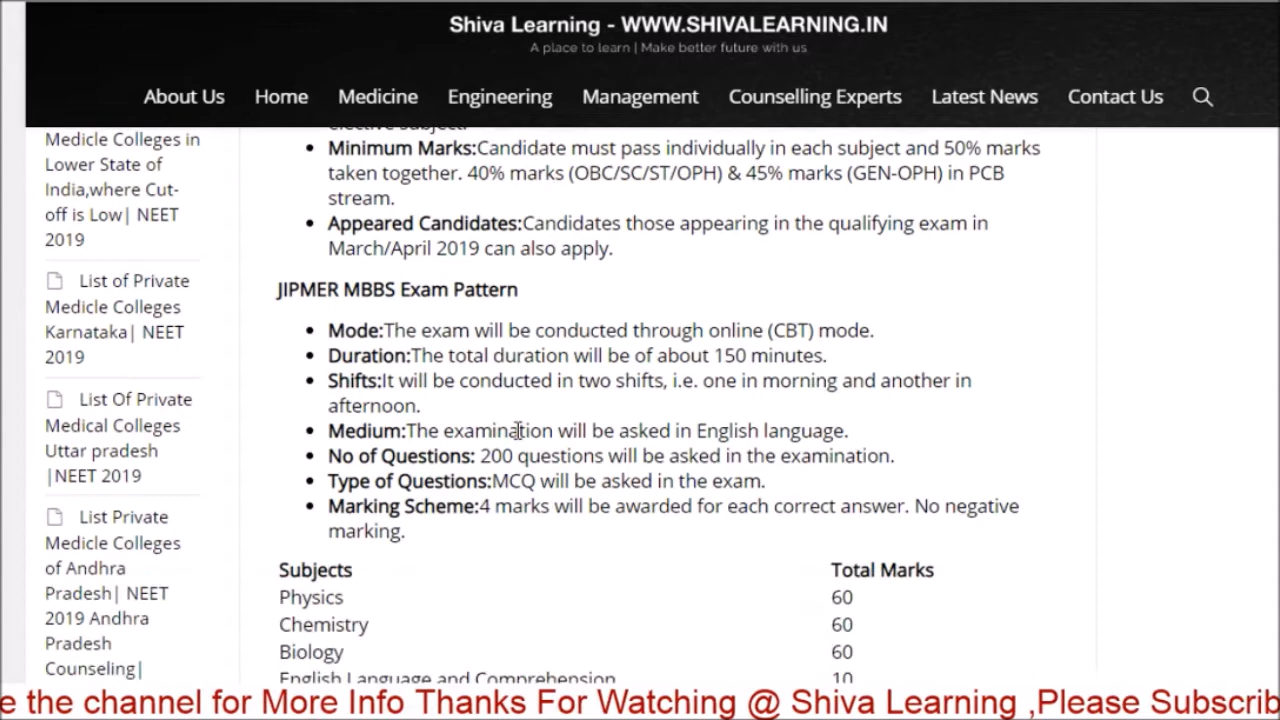 Shiva Learning - WWW.SHIVALEARNING.IN
A place to learn | Make better future with us
About Us Home Medicine Engineering Management Counselling Experts Latest News Contact Us
Medicle Colleges in
Lower State of
India,where Cut-
off is Low| NEET
2019
List of Private
Medicle Colleges
Karnataka| NEET
2019
List Of Private
Medical Colleges
Uttar pradesh
|NEET 2019
List Private
Medicle Colleges
of Andhra
Pradesh| NEET
2019 Andhra
Pradesh
Counseling|
elective subject.
• Minimum Marks:Candidate must pass individually in each subject and 50% marks
taken together. 40% marks (OBC/SC/ST/OPH) & 45% marks (GEN-OPH) in PCB
stream.
• Appeared Candidates:Candidates those appearing in the qualifying exam in
March/April 2019 can also apply.
JIPMER MBBS Exam Pattern
• Mode:The exam will be conducted through online (CBT) mode.
• Duration:The total duration will be of about 150 minutes.
• Shifts:It will be conducted in two shifts, i.e. one in morning and another in
afternoon.
• Medium:The examination will be asked in English language.
• No of Questions: 200 questions will be asked in the examination.
• Type of Questions:MCQ will be asked in the exam.
• Marking Scheme:4 marks will be awarded for each correct answer. No negative
marking.
Subjects Total Marks
Physics 60
Chemistry 60
Biology 60
English Language and Comprehension 10
e the channel for More Info Thanks For Watching @ Shiva Learning ,Please Subscrib